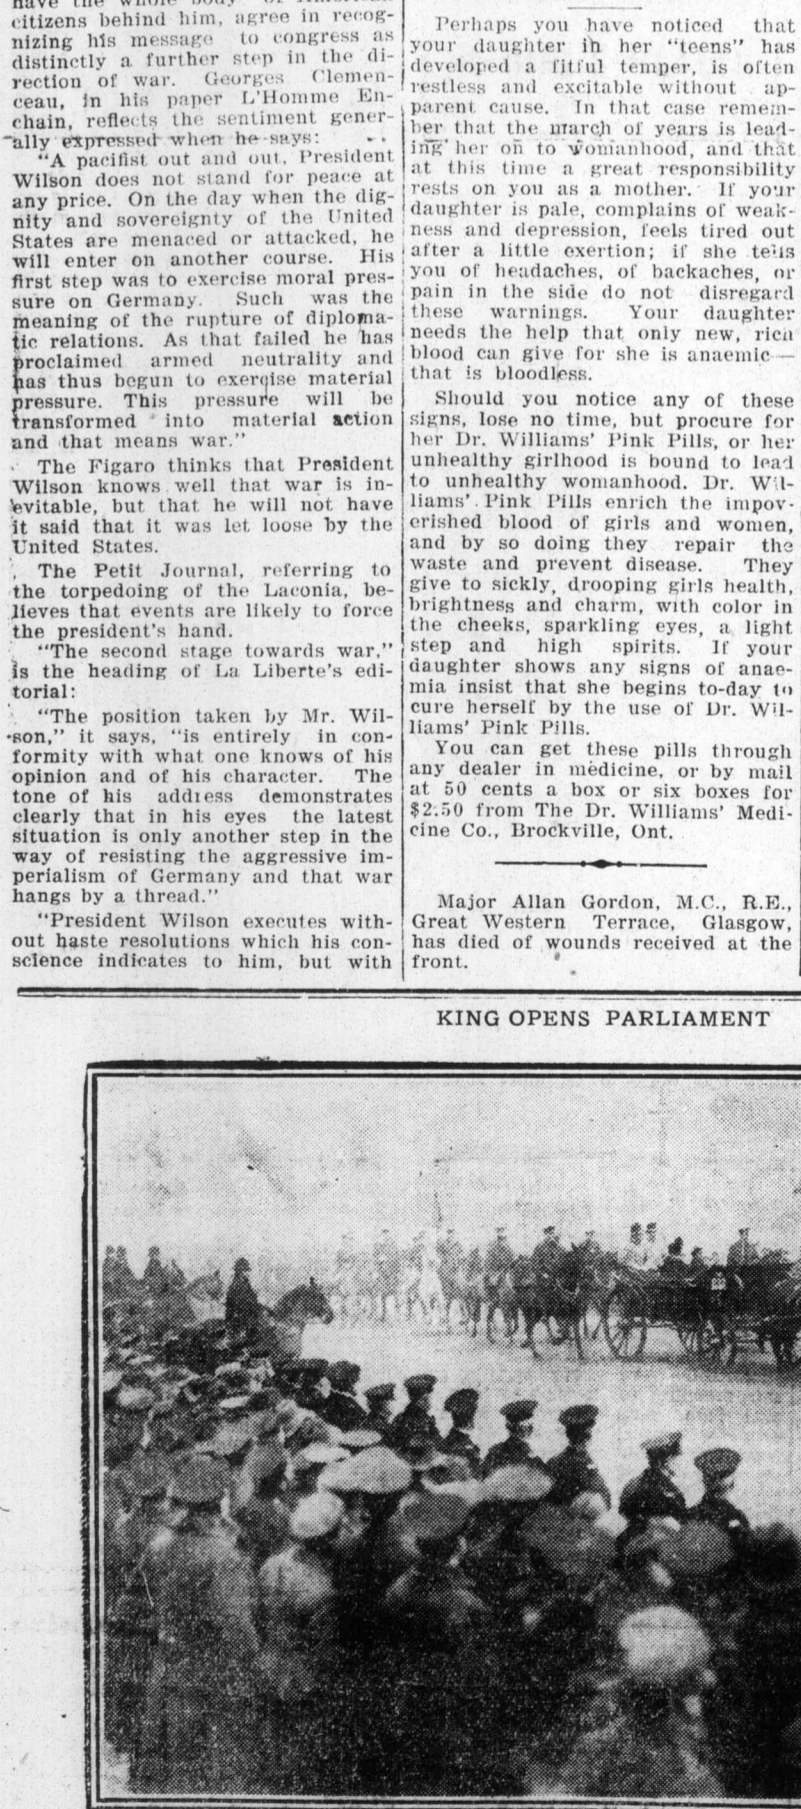 have the whole body of American
citizens behind him, agree in recog-
nizing his message to congress as
distinctly a further step in the di-
rection of war. Georges Clemen-
ceau, in his paper L'Homme En-
chain, reflects the sentiment gener-
ally expressed when he says:
"A pacifist out and out, President
Wilson does not stand for peace at
any price. On the day when the dig-
nity and sovereignty of the United
States are menaced or attacked, he
will enter on another course. His
first step was to exercise moral pres-
sure on Germany. Such was the
meaning of the rupture of diploma-
tic relations. As that failed he has
proclaimed armed neutrality and
has thus begun to exercise material
pressure. This pressure will be
transformed into material action
and that means war."
The Figaro thinks that President
Wilson knows well that war is in-
evitable, but that he will not have
it said that it was let loose by the
United States.
The Petit Journal, referring to
the torpedoing of the Laconia, be-
lieves that events are likely to force
the president's hand.
"The second stage towards war,"
is the heading of La Liberte's edi-
torial:
"The position taken by Mr. Wil-
son," it says, "is entirely in con-
formity with what one knows of his
opinion and of his character. The
tone of his address demonstrates
clearly that in his eyes the latest
situation is only another step in the
way of resisting the aggressive im-
perialism of Germany and that war
hangs by a thread."
"President Wilson executes with-
out haste resolutions which his con-
science indicates to him, but with
Perhaps you have noticed that
your daughter in her "teens" has
developed a fitful temper, is often
restless and excitable without ap-
parent cause. In that case remem-
ber that the march of years is lead-
ing her on to womanhood, and that
at this time a great responsibility
rests on you as a mother. If your
daughter is pale, complains of weak-
ness and depression, feels tired out
after a little exertion; if she tells
you of headaches, of backaches, or
pain in the side do not disregard
these warnings. Your daughter
needs the help that only new, rich
blood can give for she is anaemic—
that is bloodless.
Should you notice any of these
signs, lose no time, but procure for
her Dr. Williams' Pink Pills, or her
unhealthy girlhood is bound to lead
to unhealthy womanhood. Dr. Wil-
liams' Pink Pills enrich the impov-
erished blood of girls and women,
and by so doing they repair the
waste and prevent disease. They
give to sickly, drooping girls health,
brightness and charm, with color in
the cheeks, sparkling eyes, a light
step and high spirits. If your
daughter shows any signs of anae-
mia insist that she begins to-day to
cure herself by the use of Dr. Wil-
liams' Pink Pills.
You can get these pills through
any dealer in medicine, or by mail
at 50 cents a box or six boxes for
$2.50 from The Dr. Williams' Medi-
cine Co., Brockville, Ont.
Major Allan Gordon, M.C., R.E.,
Great Western Terrace, Glasgow,
has died of wounds received at the
front.
KING OPENS PARLIAMENT